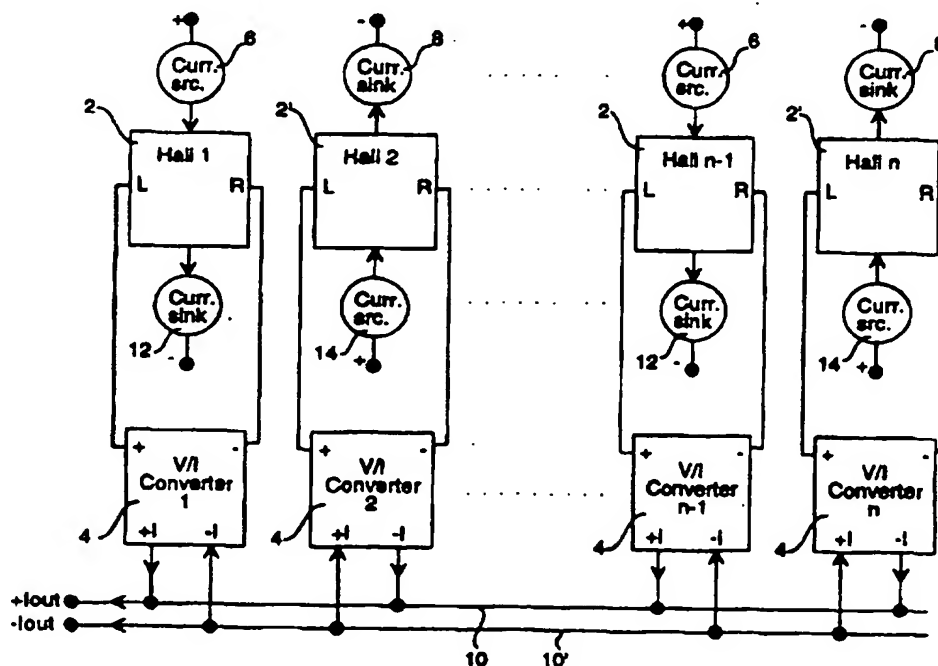 + 6 - 8 + 6 -
Curr. src. Curr. sink Curr. src. Curr. sink
2 2' 2 2'
Hall 1 Hall 2 Hall n-1 Hall n
L R L R L R L R
Curr. sink Curr. src. Curr. sink Curr. src.
12 - 14 + 12 - 14 +
+ - + - + - + -
V/I Converter 1 V/I Converter 2 V/I Converter n-1 V/I Converter n
4 +I -I 4 +I -I 4 +I -I 4 +I -I
+Iout
-Iout
10 10'